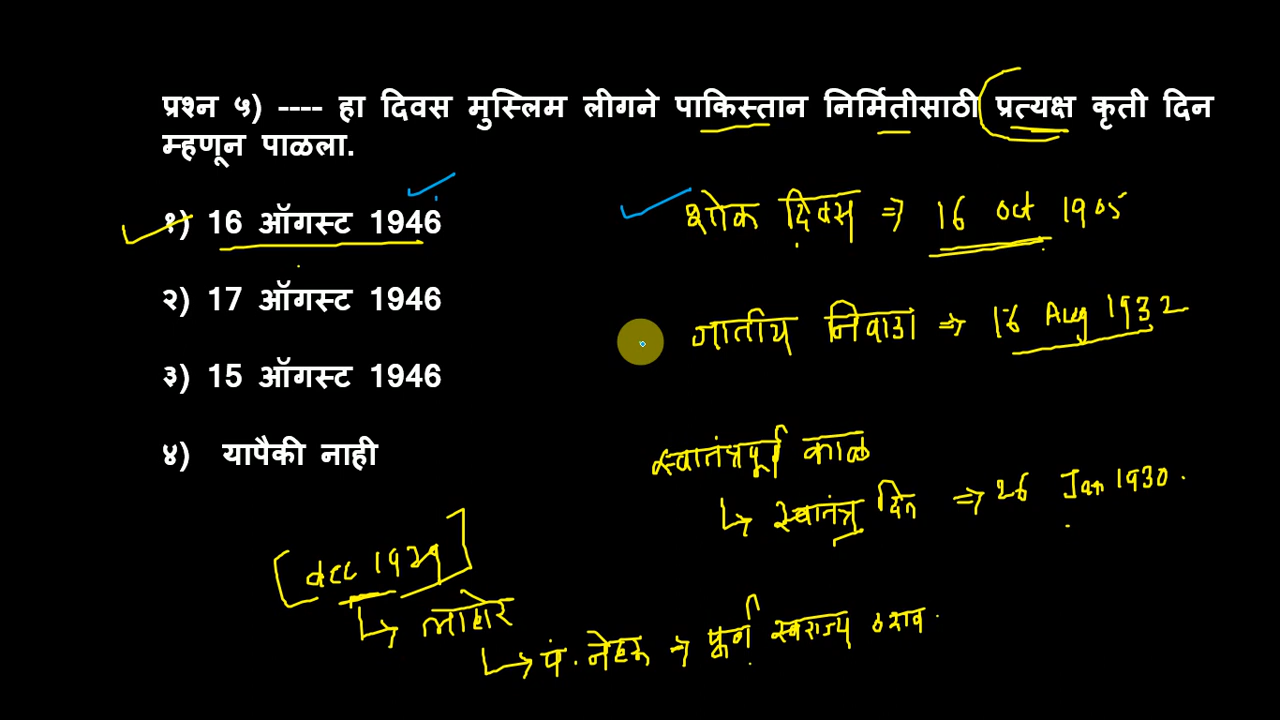 प्रश्न ५) ---- हा दिवस मुस्लिम लीगने पाकिस्तान निर्मितीसाठी प्रत्यक्ष कृती दिन
म्हणून पाळला.
१) 16 ऑगस्ट 1946
२) 17 ऑगस्ट 1946
३) 15 ऑगस्ट 1946
४) यापैकी नाही
शोक दिवस ⇒ 16 oct 1905
जातीय निवाडा ⇒ 16 Aug 1932
स्वातंत्रपूर्व काळ
↳ स्वातंत्र्य दिन ⇒ 26 Jan 1930.
[dec 1929]
↳ लाहोर
↳ पं. नेहरू ⇒ पूर्ण स्वराज्य ठराव.